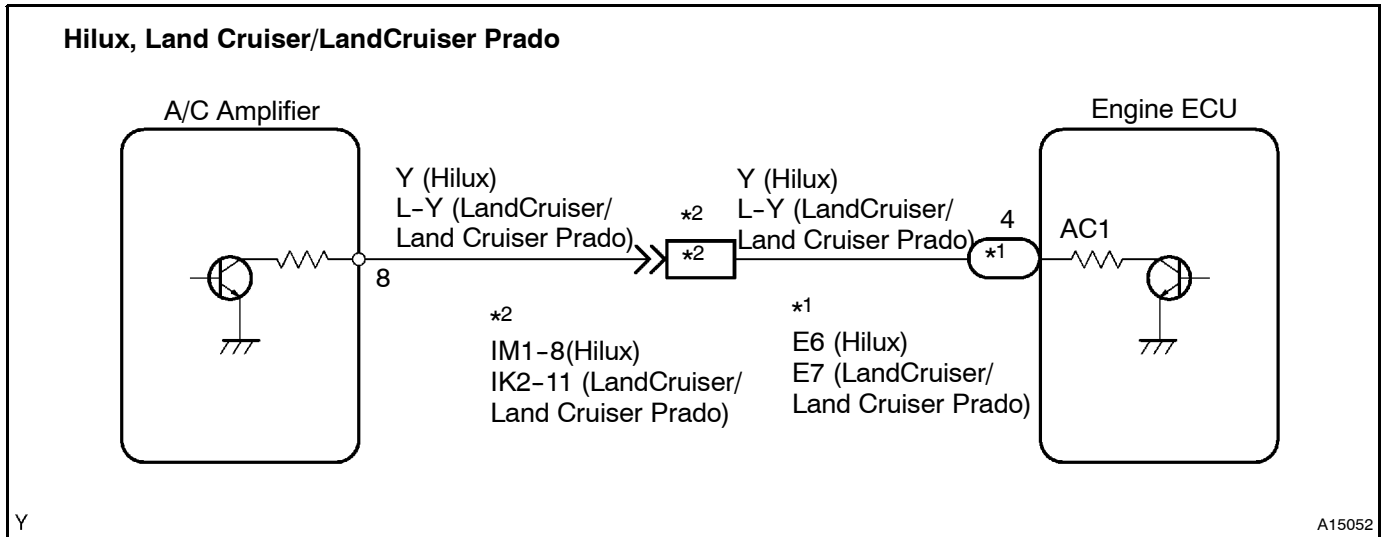 Hilux, Land Cruiser/LandCruiser Prado
A/C Amplifier
Engine ECU
Y (Hilux)
L-Y (LandCruiser/
Land Cruiser Prado)
8
*2
*2
Y (Hilux)
L-Y (LandCruiser/
Land Cruiser Prado)
4
*1
AC1
*2
IM1-8(Hilux)
IK2-11 (LandCruiser/
Land Cruiser Prado)
*1
E6 (Hilux)
E7 (LandCruiser/
Land Cruiser Prado)
Y
A15052